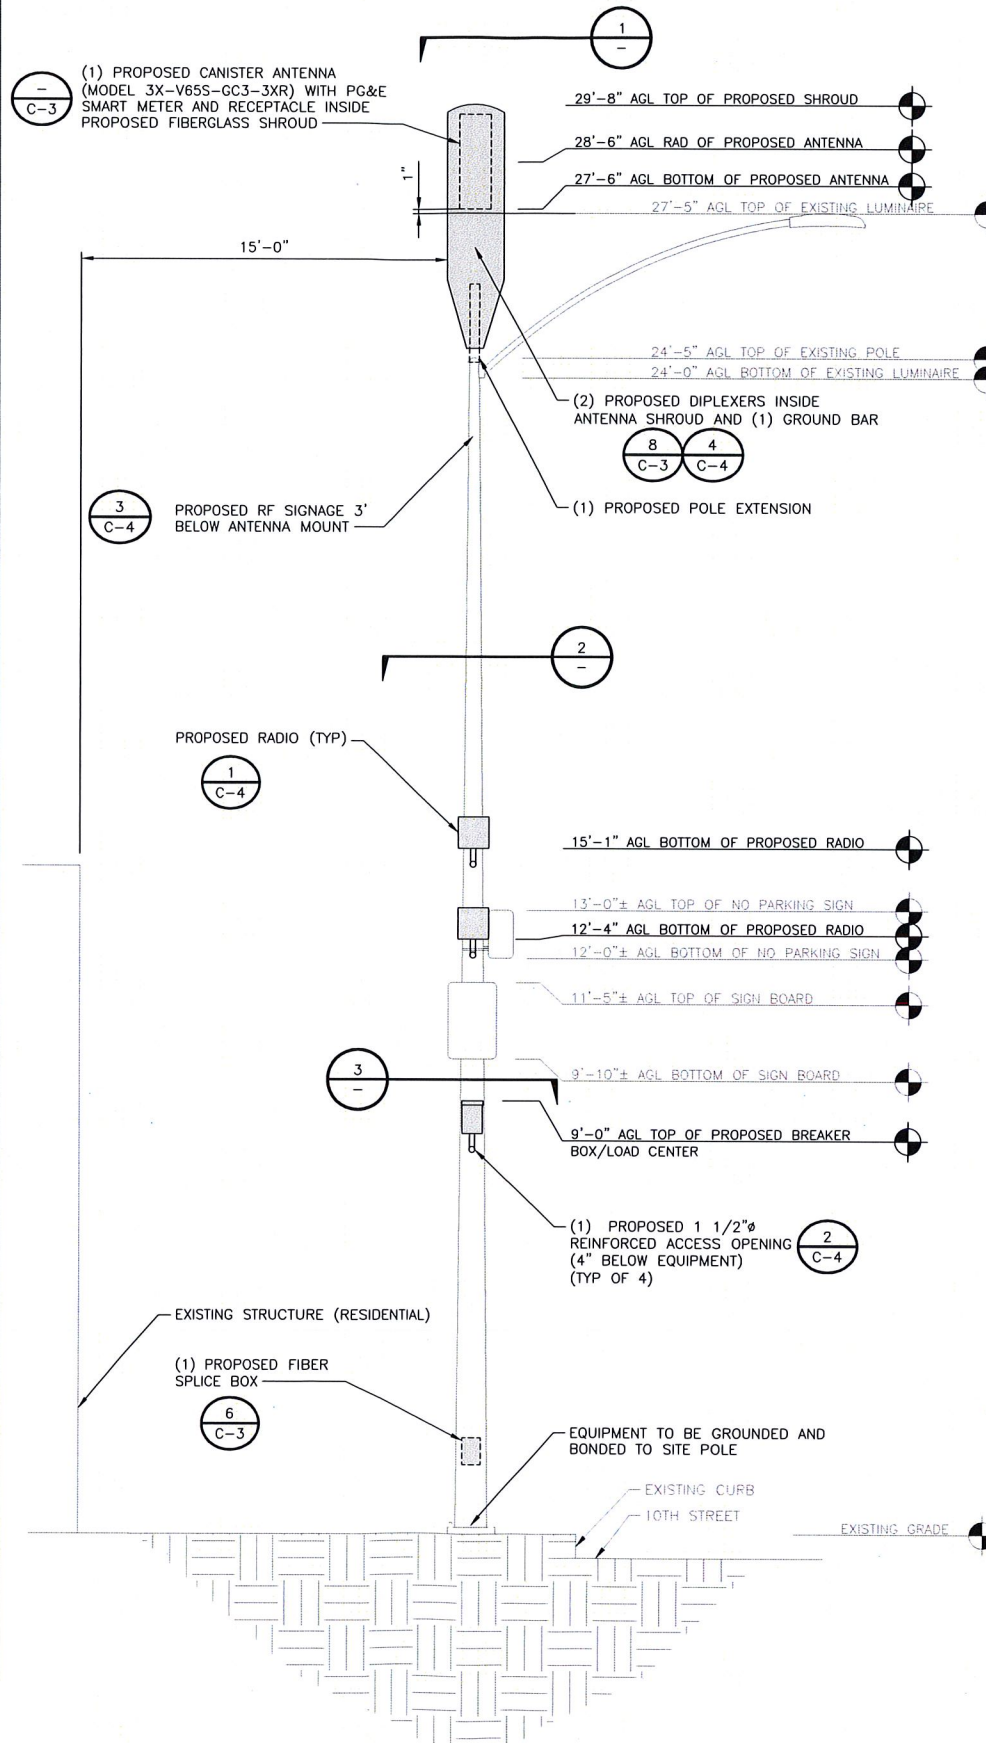 1
-
-
C-3
(1) PROPOSED CANISTER ANTENNA
(MODEL 3X-V65S-GC3-3XR) WITH PG&E
SMART METER AND RECEPTACLE INSIDE
PROPOSED FIBERGLASS SHROUD
29'-8" AGL TOP OF PROPOSED SHROUD
28'-6" AGL RAD OF PROPOSED ANTENNA
27'-6" AGL BOTTOM OF PROPOSED ANTENNA
27'-5" AGL TOP OF EXISTING LUMINAIRE
1"
15'-0"
24'-5" AGL TOP OF EXISTING POLE
24'-0" AGL BOTTOM OF EXISTING LUMINAIRE
(2) PROPOSED DIPLEXERS INSIDE
ANTENNA SHROUD AND (1) GROUND BAR
8
C-3
4
C-4
3
C-4
PROPOSED RF SIGNAGE 3'
BELOW ANTENNA MOUNT
(1) PROPOSED POLE EXTENSION
2
-
PROPOSED RADIO (TYP)
1
C-4
15'-1" AGL BOTTOM OF PROPOSED RADIO
13'-0"± AGL TOP OF NO PARKING SIGN
12'-4" AGL BOTTOM OF PROPOSED RADIO
12'-0"± AGL BOTTOM OF NO PARKING SIGN
11'-5"± AGL TOP OF SIGN BOARD
3
-
9'-10"± AGL BOTTOM OF SIGN BOARD
9'-0" AGL TOP OF PROPOSED BREAKER
BOX/LOAD CENTER
(1) PROPOSED 1 1/2"ø
REINFORCED ACCESS OPENING
(4" BELOW EQUIPMENT)
(TYP OF 4)
2
C-4
EXISTING STRUCTURE (RESIDENTIAL)
(1) PROPOSED FIBER
SPLICE BOX
6
C-3
EQUIPMENT TO BE GROUNDED AND
BONDED TO SITE POLE
EXISTING CURB
10TH STREET
EXISTING GRADE